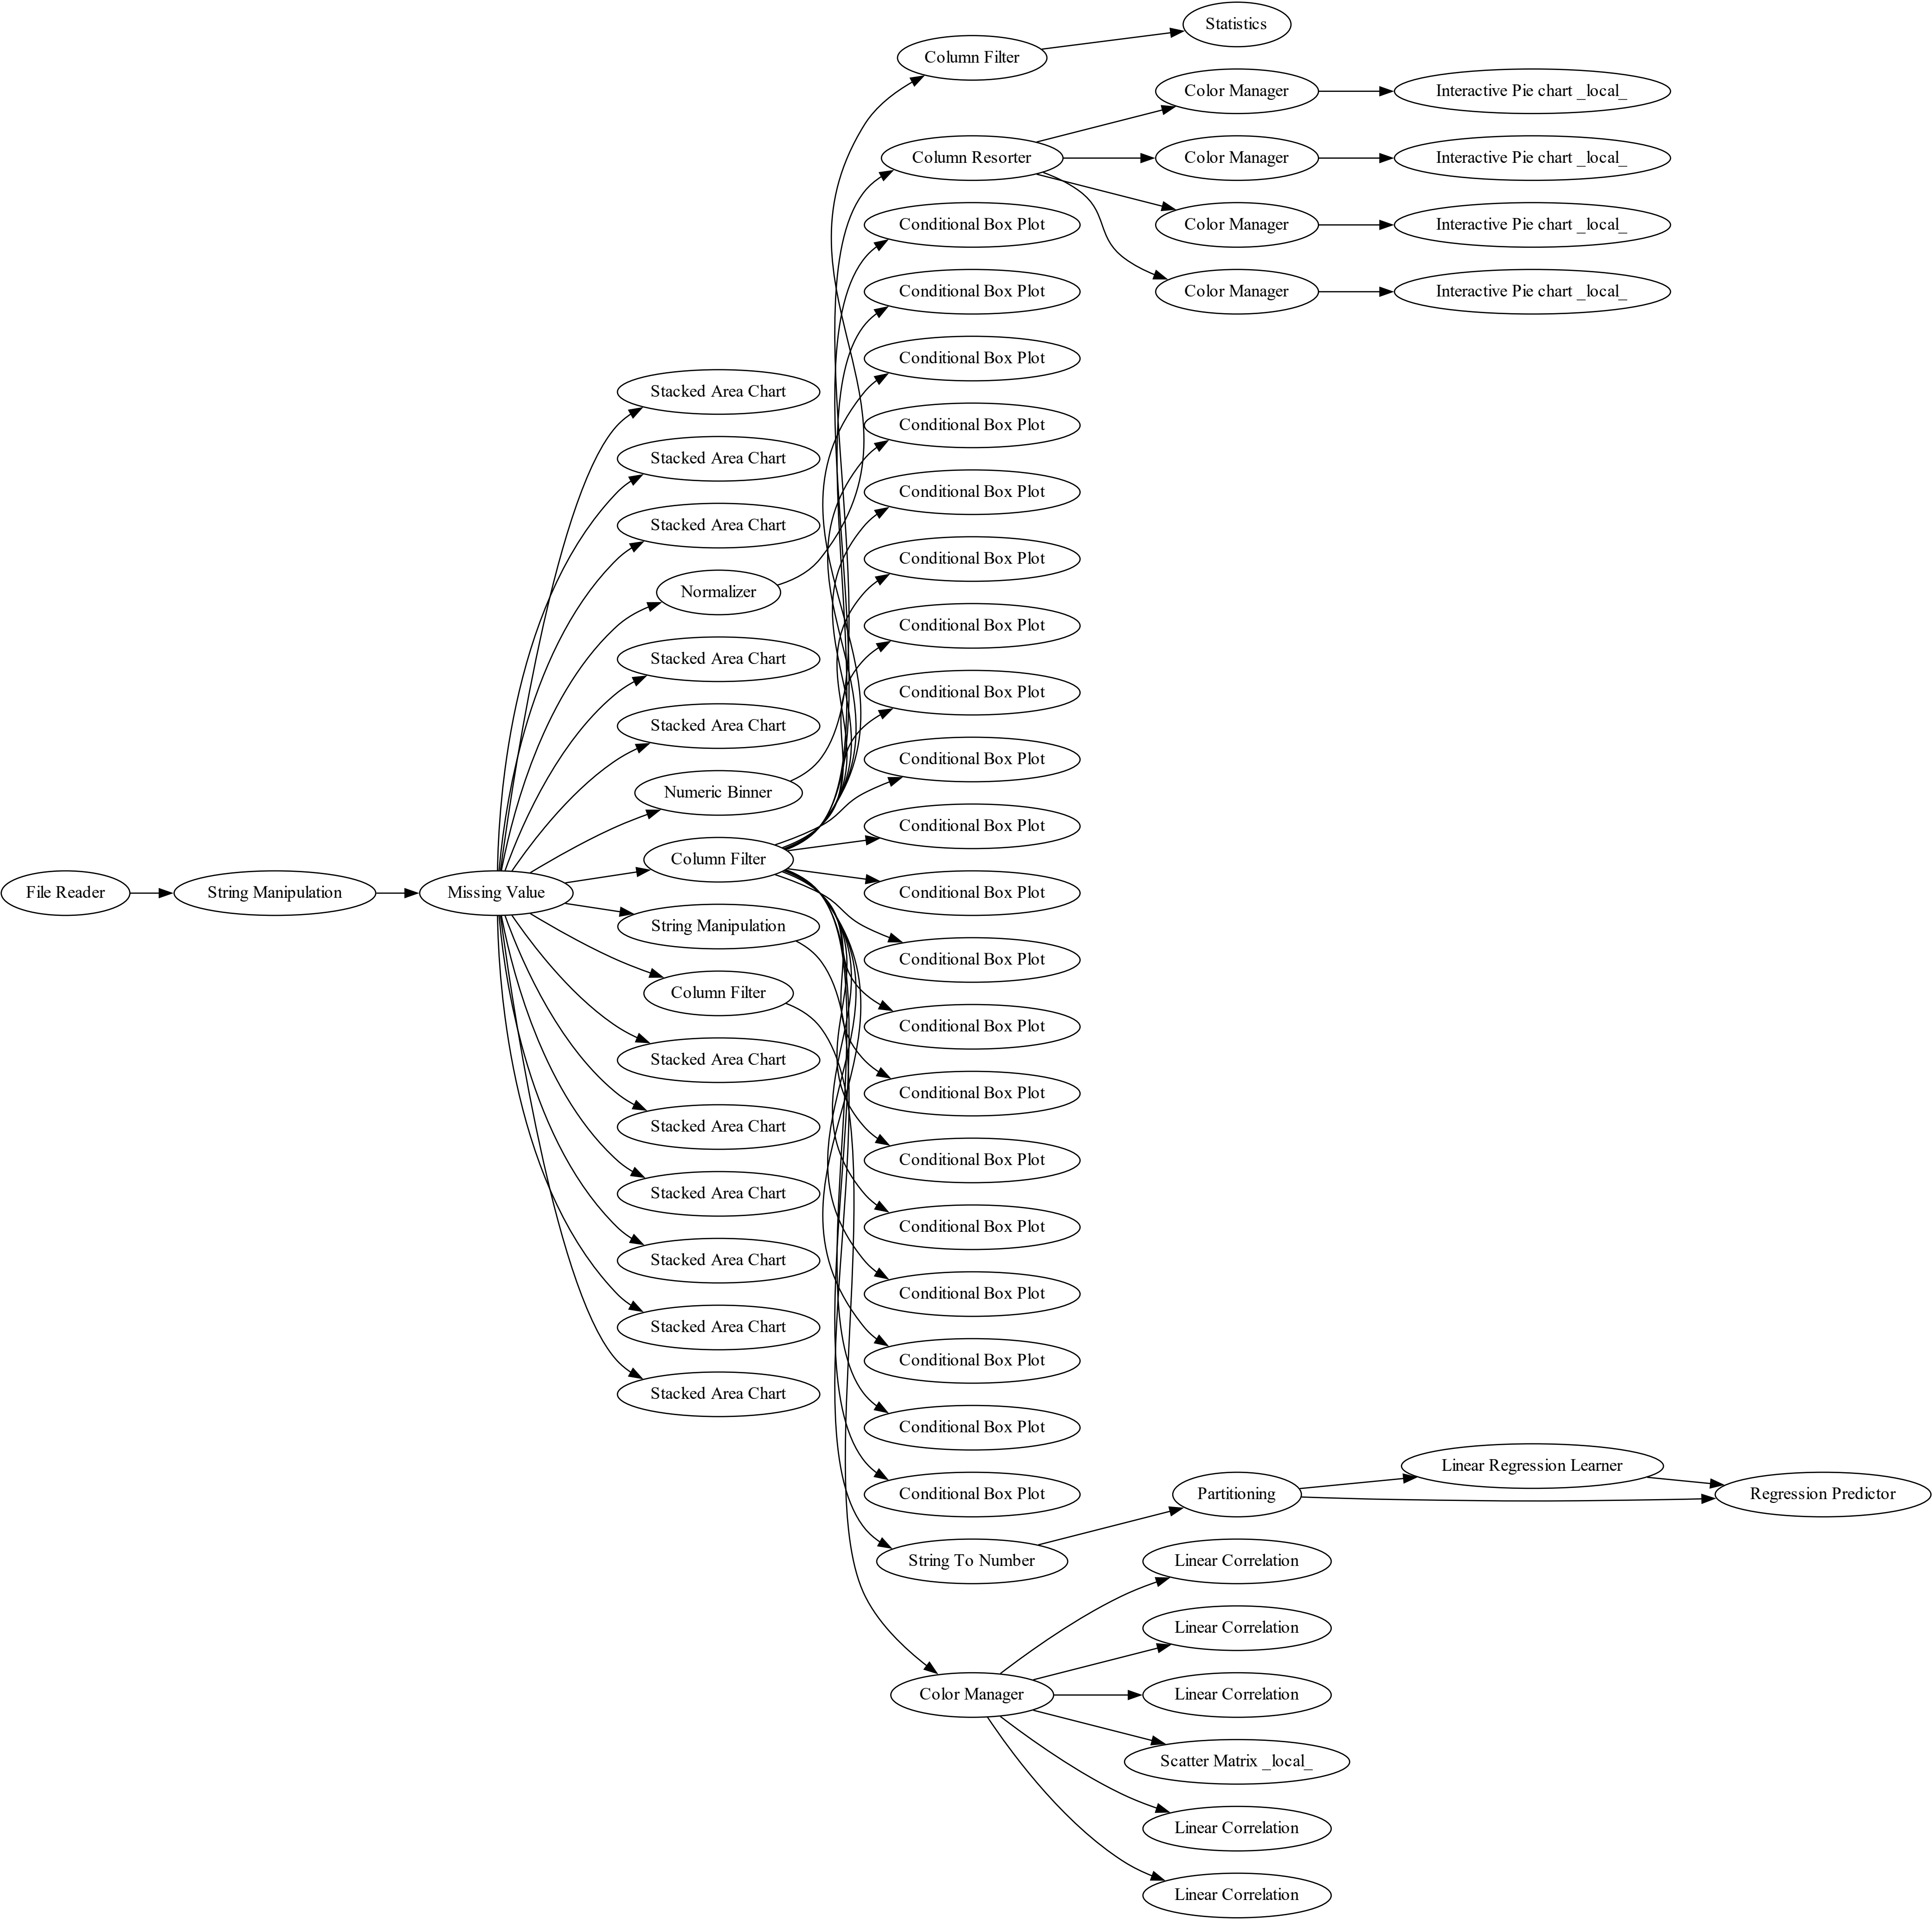 Statistics
Column Filter
Color Manager
Interactive Pie chart _local_
Column Resorter
Color Manager
Interactive Pie chart _local_
Conditional Box Plot
Color Manager
Interactive Pie chart _local_
Conditional Box Plot
Color Manager
Interactive Pie chart _local_
Conditional Box Plot
Stacked Area Chart
Conditional Box Plot
Stacked Area Chart
Conditional Box Plot
Stacked Area Chart
Conditional Box Plot
Normalizer
Conditional Box Plot
Stacked Area Chart
Conditional Box Plot
Stacked Area Chart
Conditional Box Plot
Numeric Binner
Conditional Box Plot
Column Filter
File Reader
String Manipulation
Missing Value
Conditional Box Plot
String Manipulation
Conditional Box Plot
Column Filter
Conditional Box Plot
Stacked Area Chart
Conditional Box Plot
Stacked Area Chart
Conditional Box Plot
Stacked Area Chart
Conditional Box Plot
Stacked Area Chart
Conditional Box Plot
Stacked Area Chart
Conditional Box Plot
Stacked Area Chart
Conditional Box Plot
Linear Regression Learner
Conditional Box Plot
Partitioning
Regression Predictor
String To Number
Linear Correlation
Linear Correlation
Color Manager
Linear Correlation
Scatter Matrix _local_
Linear Correlation
Linear Correlation